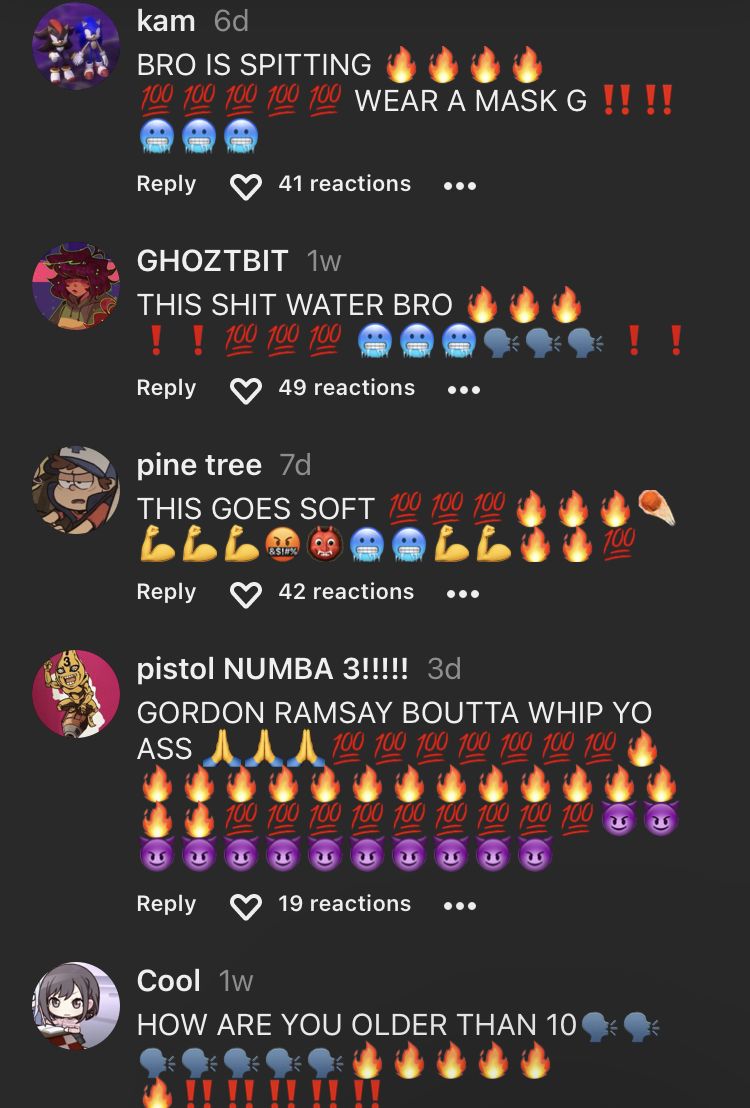 kam 6d
BRO IS SPITTING 🔥🔥🔥🔥
💯💯💯💯💯 WEAR A MASK G ‼️‼️
🥶🥶🥶
Reply 41 reactions
GHOZTBIT 1w
THIS SHIT WATER BRO 🔥🔥🔥
❗❗💯💯💯🥶🥶🥶🗣️🗣️🗣️❗❗
Reply 49 reactions
pine tree 7d
THIS GOES SOFT 💯💯💯🔥🔥🔥☄️
💪💪💪🤬👹🥶🥶💪💪🔥🔥💯
Reply 42 reactions
pistol NUMBA 3!!!!! 3d
GORDON RAMSAY BOUTTA WHIP YO
ASS 🙏🙏🙏💯💯💯💯💯💯💯🔥
🔥🔥🔥🔥🔥🔥🔥🔥🔥🔥🔥🔥🔥
🔥🔥💯💯💯💯💯💯💯💯💯😈😈
😈😈😈😈😈😈😈😈😈😈
Reply 19 reactions
Cool 1w
HOW ARE YOU OLDER THAN 10🗣️🗣️
🗣️🗣️🗣️🗣️🗣️🔥🔥🔥🔥🔥
🔥‼️‼️‼️‼️‼️